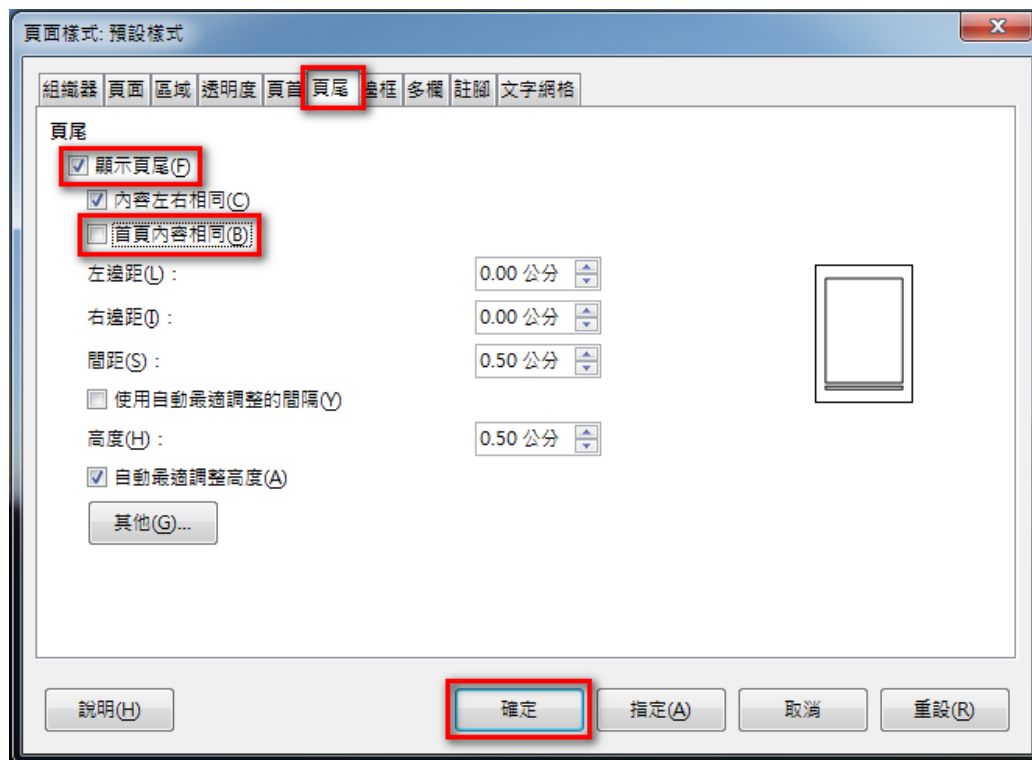 頁面樣式: 預設樣式
組織器 頁面 區域 透明度 頁首 頁尾 邊框 多欄 註腳 文字網格
頁尾
顯示頁尾(F)
內容左右相同(C)
首頁內容相同(B)
左邊距(L)：
0.00 公分
右邊距(I)：
0.00 公分
間距(S)：
0.50 公分
使用自動最適調整的間隔(Y)
高度(H)：
0.50 公分
自動最適調整高度(A)
其他(G)...
說明(H) 確定 指定(A) 取消 重設(R)